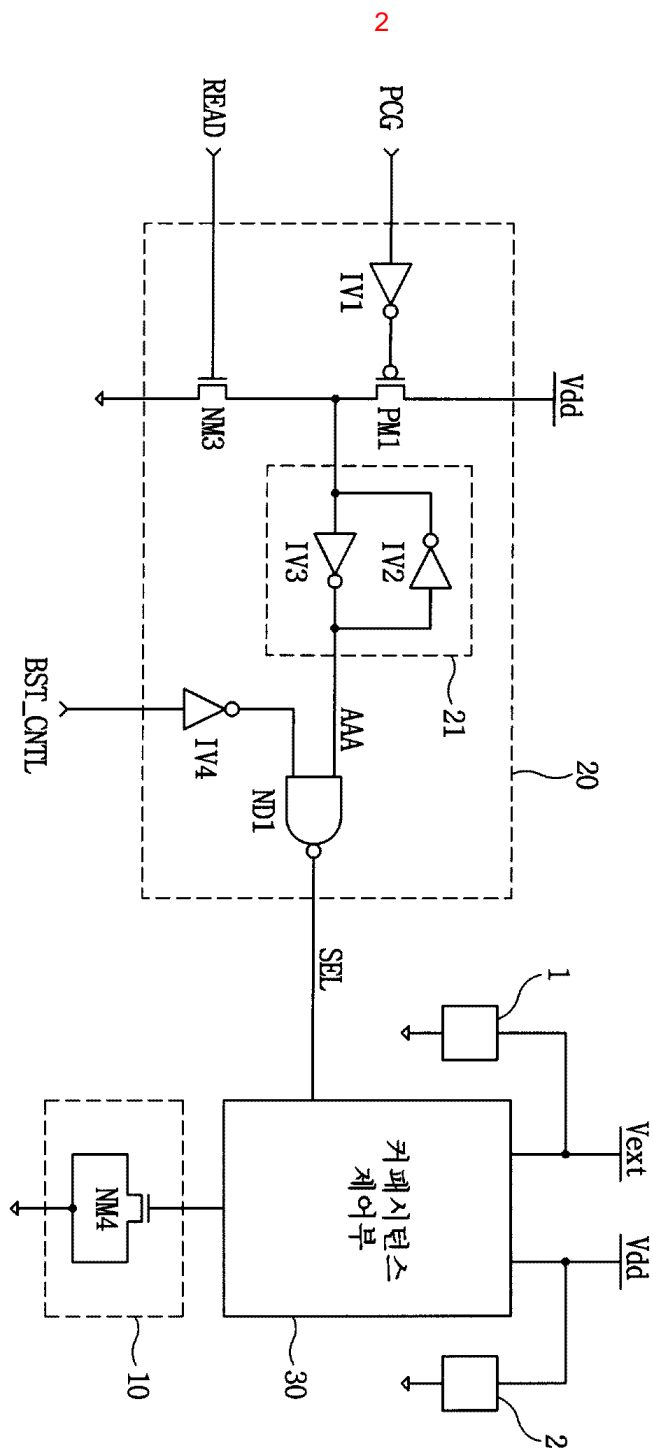 2
PCG
READ
IV1
Vdd
PM1
NM3
IV2
IV3
21
AAA
BST_CNTL
IV4
ND1
20
SEL
1
Vext
Vdd
2
커패시턴스
제어부
30
NM4
10